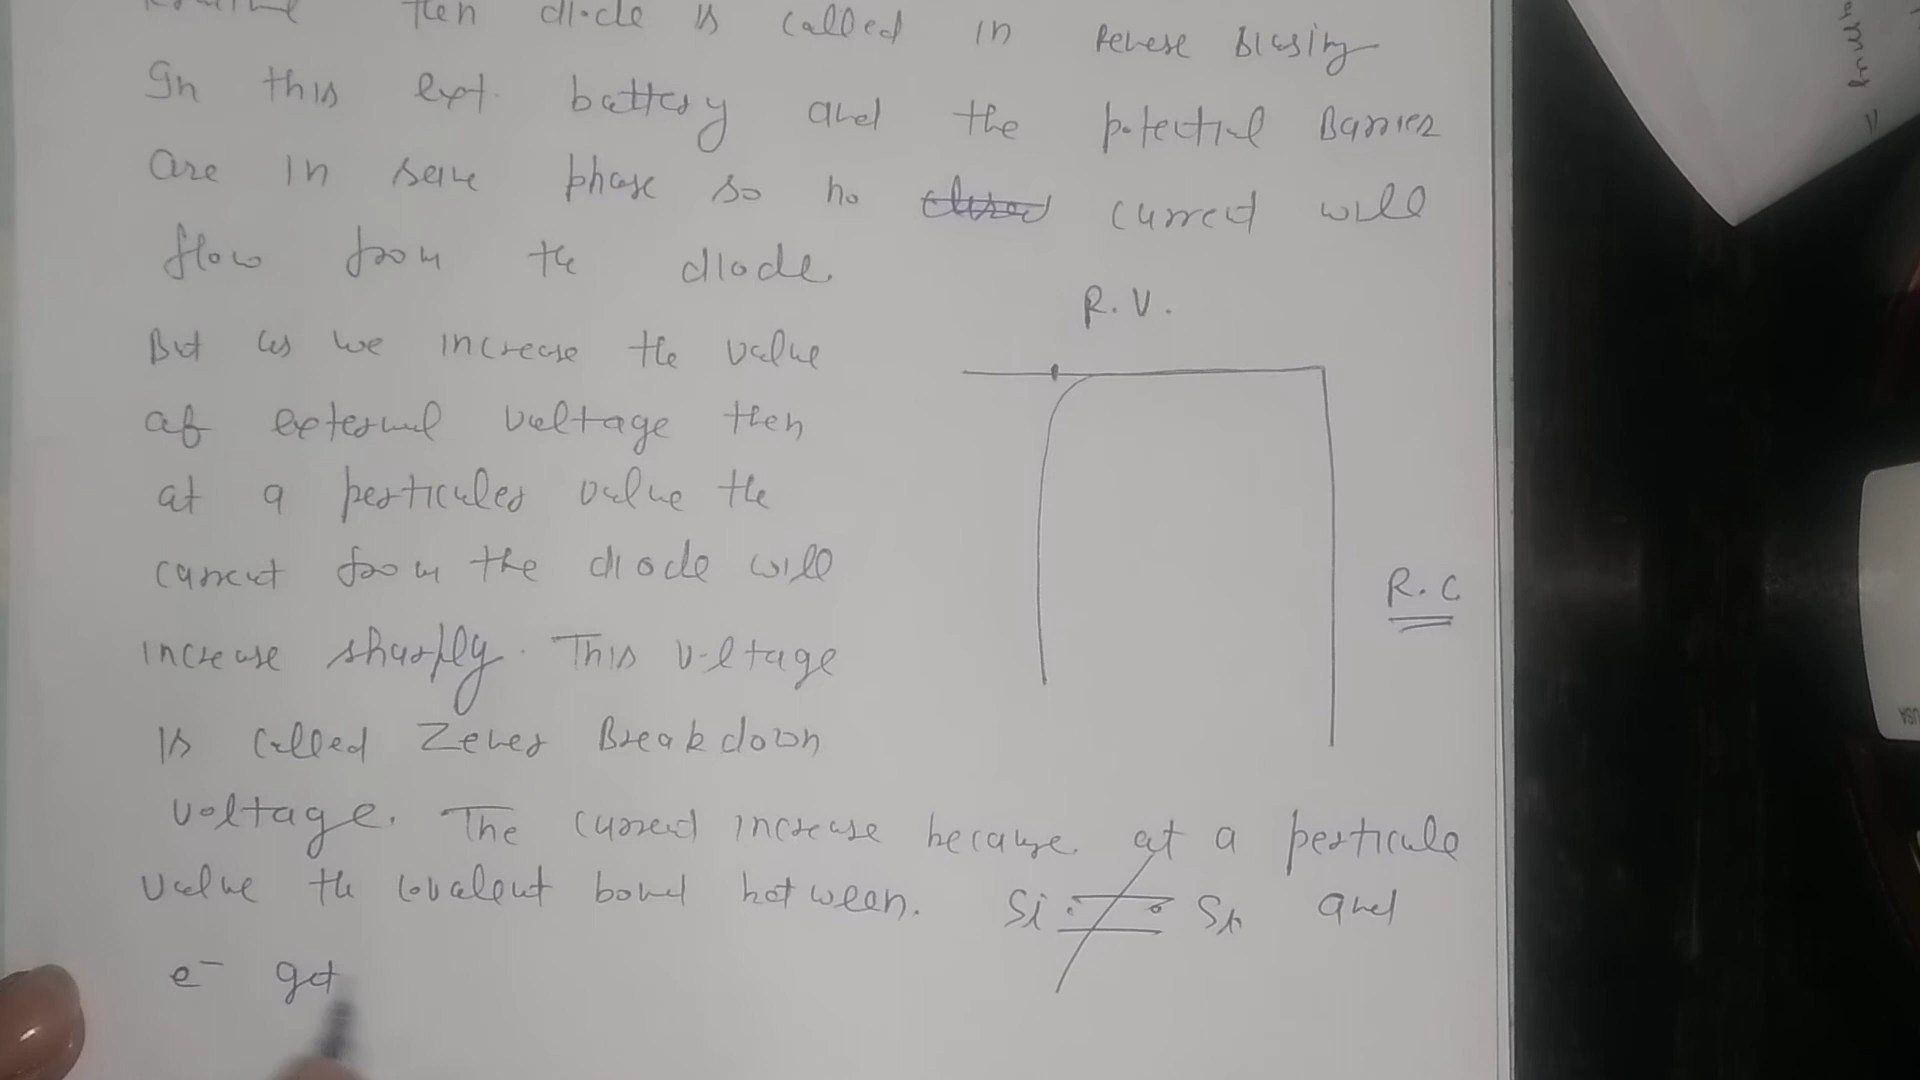 then diode is called in reverse biasing
In this ext. battery and the potential Barrier
are in same phase so no current will
flow from the diode.
R.V.
But as we increase the value
of external voltage then
at a perticuler value the
current from the diode will
R.C
increase sharply. This voltage
is called Zener Breakdown
voltage. The current increase because at a perticule
value the covalent bond between. Si Si and
e⁻ get